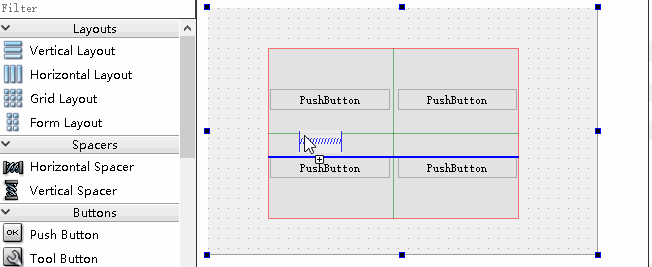 Filter
Layouts
Vertical Layout
Horizontal Layout
Grid Layout
Form Layout
Spacers
Horizontal Spacer
Vertical Spacer
Buttons
OK Push Button
Tool Button
PushButton PushButton
PushButton PushButton